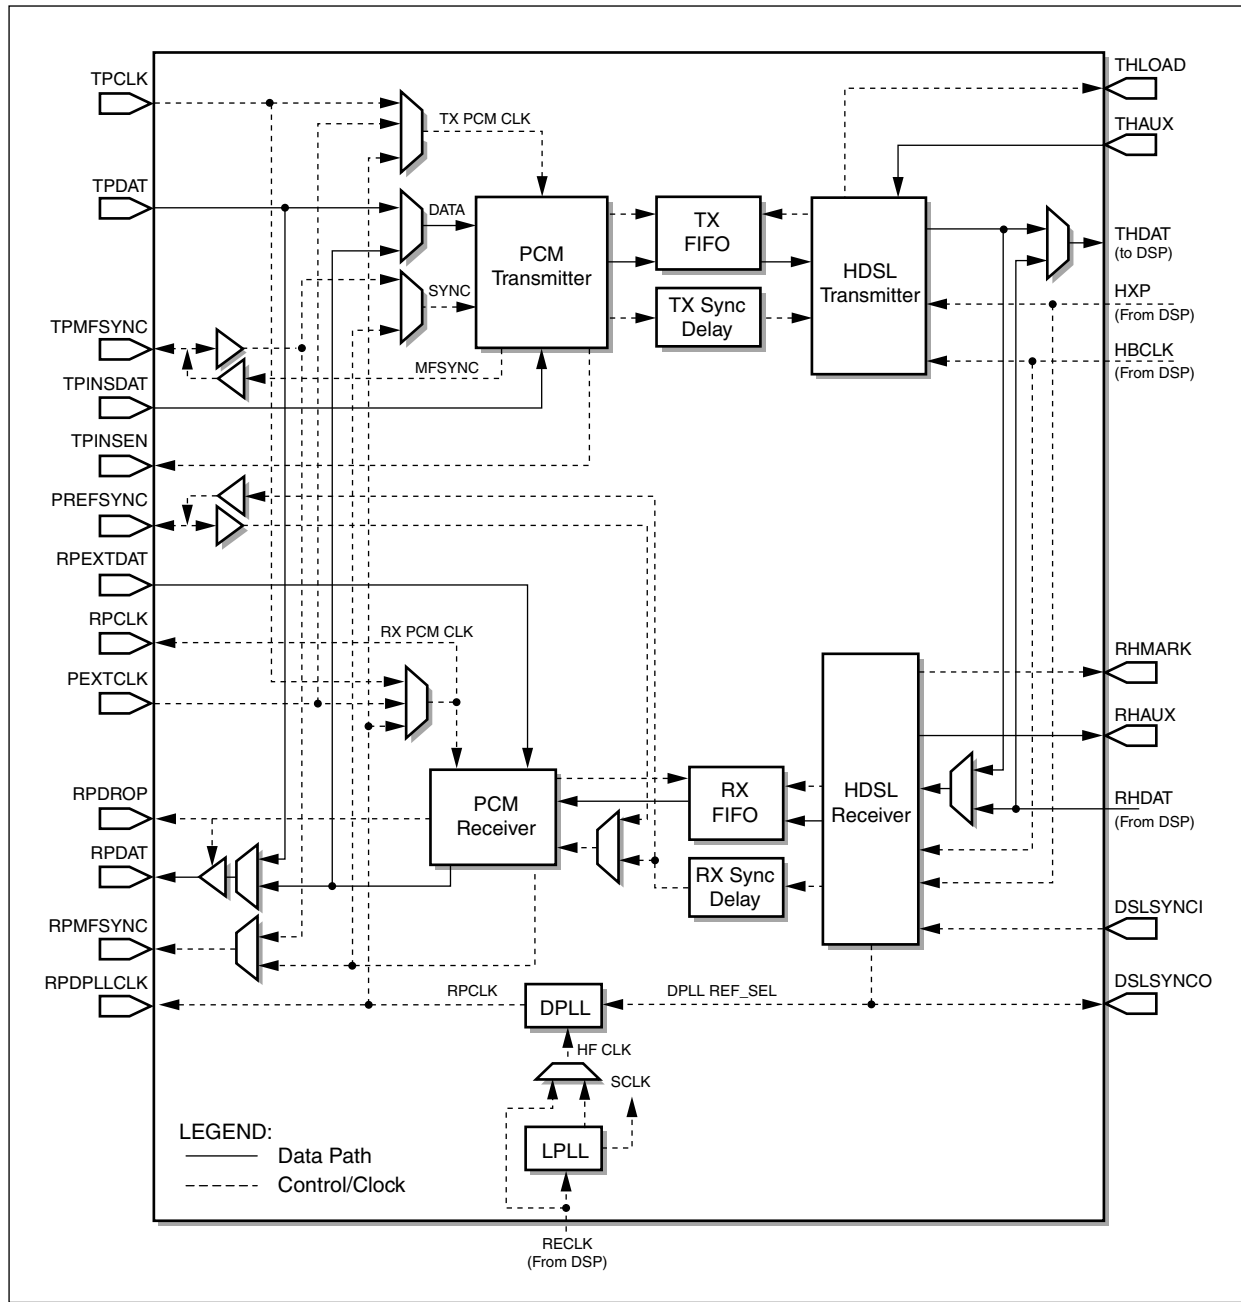 TPCLK
TPDAT
TPMFSYNC
TPINSDAT
TPINSEN
PREFSYNC
RPEXTDAT
RPCLK
PEXTCLK
RPDROP
RPDAT
RPMFSYNC
RPDPLLCLK
TX PCM CLK
DATA
SYNC
MFSYNC
PCM
Transmitter
TX
FIFO
TX Sync
Delay
HDSL
Transmitter
THLOAD
THAUX
THDAT
(to DSP)
HXP
(From DSP)
HBCLK
(From DSP)
RX PCM CLK
PCM
Receiver
RX
FIFO
RX Sync
Delay
HDSL
Receiver
RHMARK
RHAUX
RHDAT
(From DSP)
DSLSYNCI
DSLSYNCO
RPCLK
DPLL
DPLL REF_SEL
HF CLK
SCLK
LPLL
RECLK
(From DSP)
LEGEND:
Data Path
Control/Clock